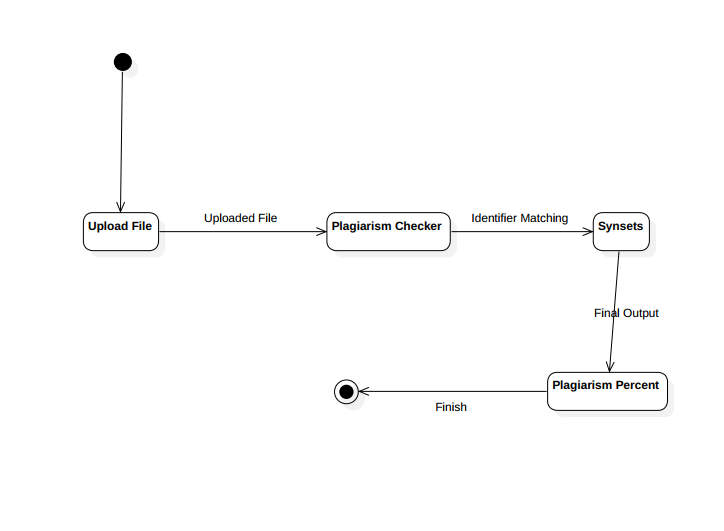 Upload File
Uploaded File
Plagiarism Checker
Identifier Matching
Synsets
Final Output
Plagiarism Percent
Finish